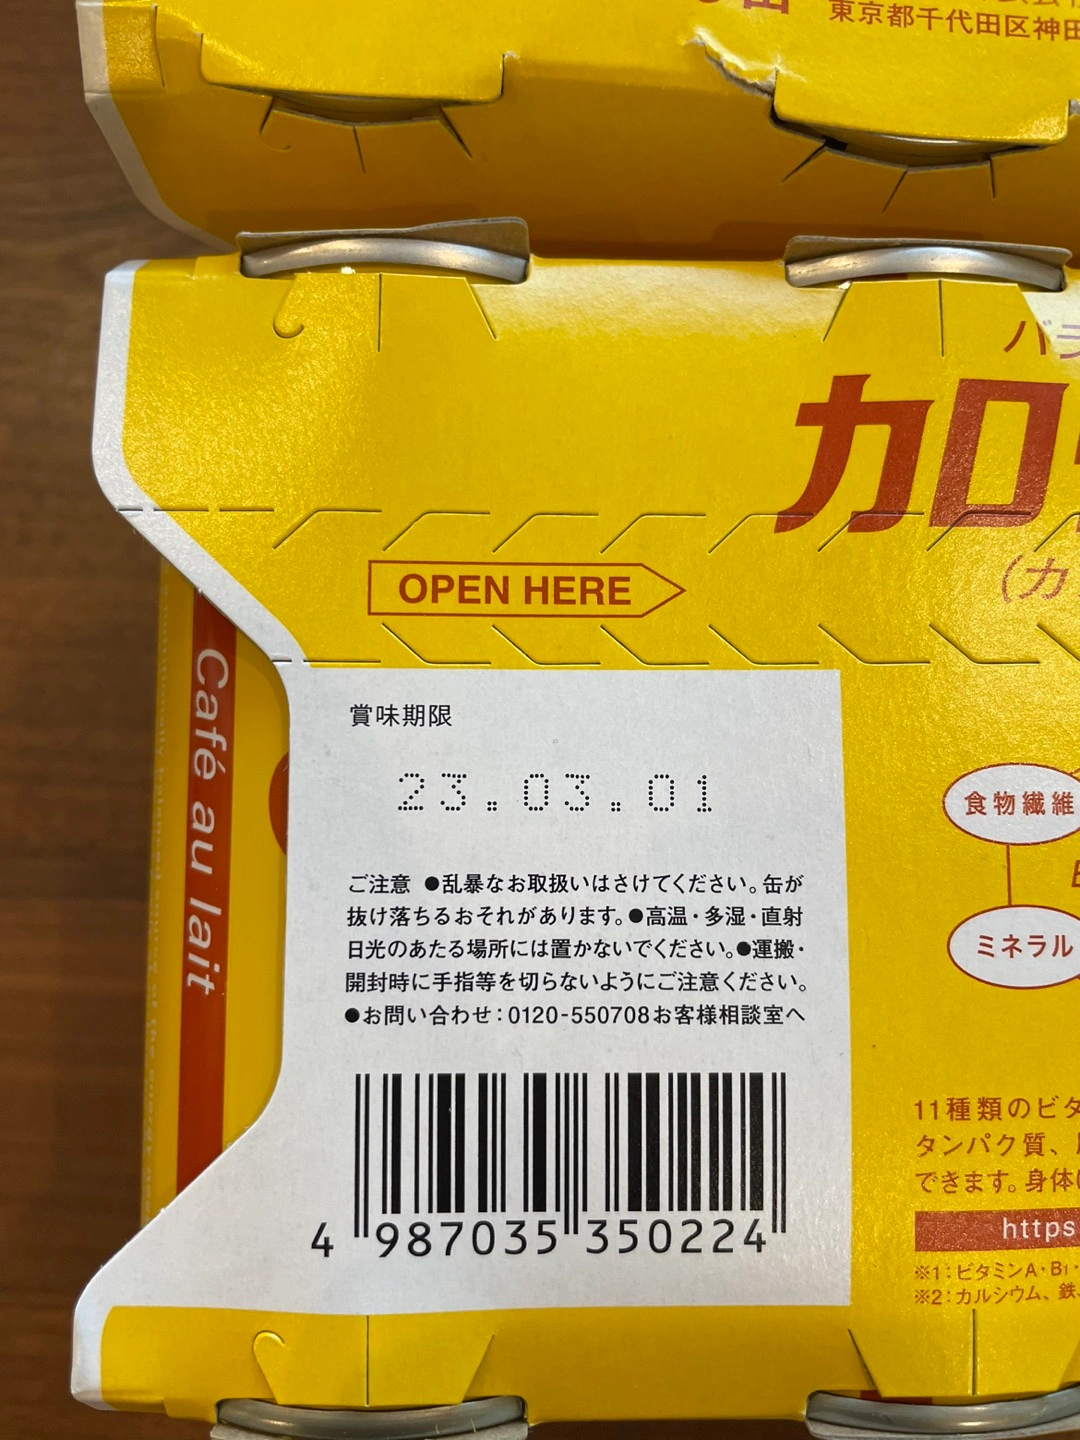 東京都千代田区神田
カロ
(カ
OPEN HERE
Café au lait
賞味期限
23.03.01
食物繊維
ミネラル
ご注意 ●乱暴なお取扱いはさけてください。缶が
抜け落ちるおそれがあります。●高温・多湿・直射
日光のあたる場所には置かないでください。●運搬・
開封時に手指等を切らないようにご注意ください。
●お問い合わせ:0120-550708お客様相談室へ
4 987035 350224
11種類のビタ
タンパク質、
できます。身体
https
※1:ビタミンA・B₁・
※2:カルシウム、鉄、